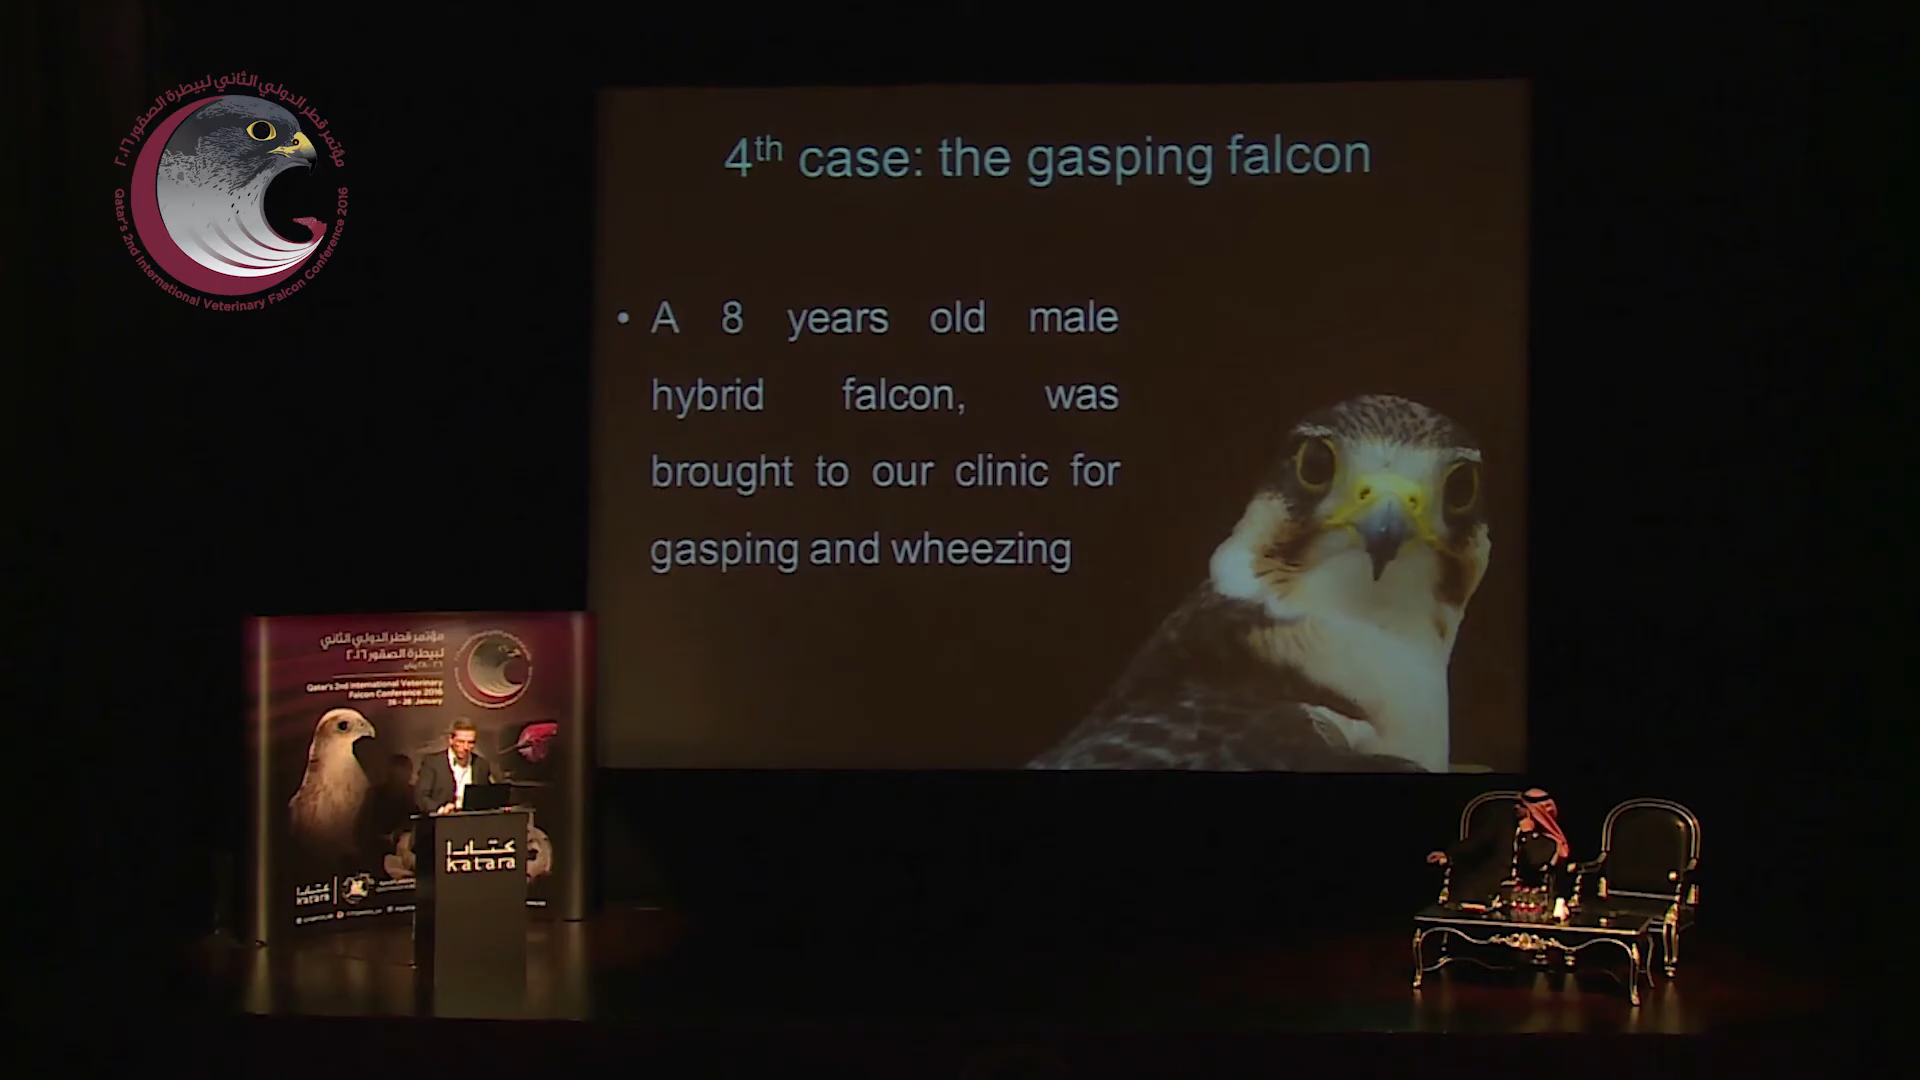 مؤتمر قطر الدولي الثاني لبيطرة الصقور ٢٠١٦
Qatar's 2nd International Veterinary Falcon Conference 2016
4th case: the gasping falcon
• A 8 years old male
hybrid falcon, was
brought to our clinic for
gasping and wheezing
مؤتمر قطر الدولي الثاني
لبيطرة الصقور ٢٠١٦
Qatar's 2nd International Veterinary
Falcon Conference 2016
26 - 28 January
كتارا
katara
كتارا
katara